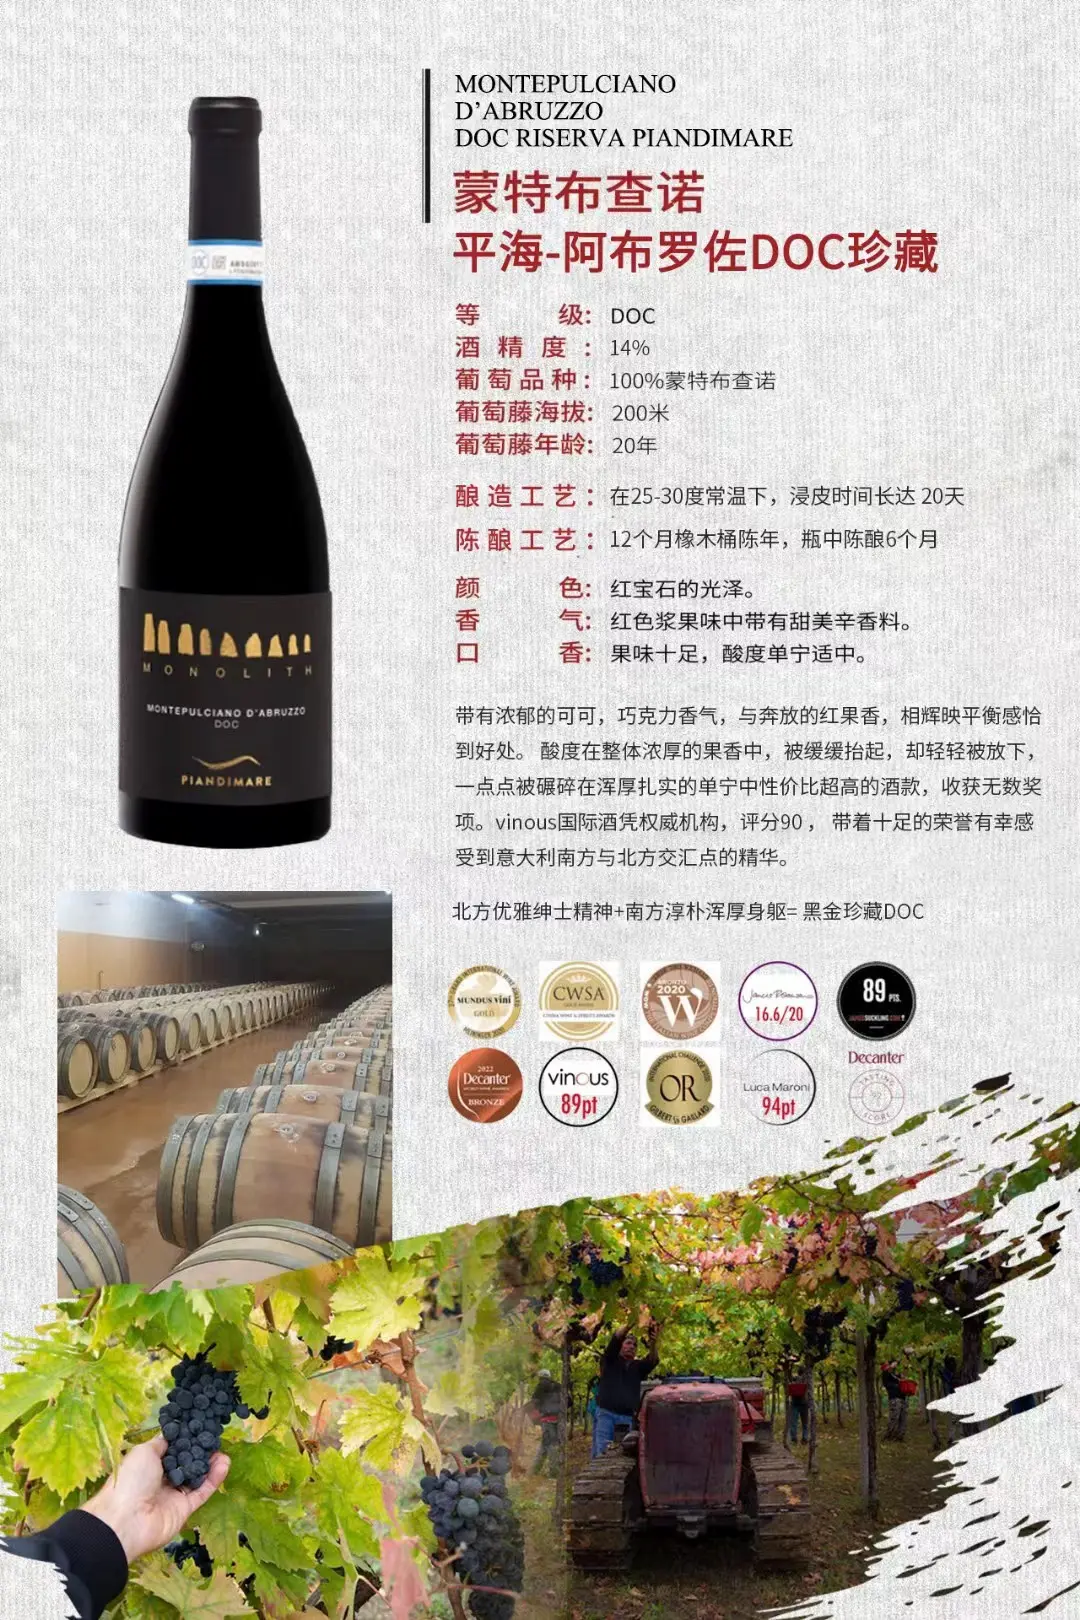 MONTEPULCIANO
D’ABRUZZO
DOC RISERVA PIANDIMARE
蒙特布查诺
平海-阿布罗佐DOC珍藏
等级: DOC
酒精度: 14%
葡萄品种: 100%蒙特布查诺
葡萄藤海拔: 200米
葡萄藤年龄: 20年
酿造工艺: 在25-30度常温下，浸皮时间长达 20天
陈酿工艺: 12个月橡木桶陈年，瓶中陈酿6个月
颜色: 红宝石的光泽。
香气: 红色浆果味中带有甜美辛香料。
口香: 果味十足，酸度单宁适中。
带有浓郁的可可，巧克力香气，与奔放的红果香，相辉映平衡感恰
到好处。 酸度在整体浓厚的果香中，被缓缓抬起，却轻轻被放下，
一点点被碾碎在浑厚扎实的单宁中性价比超高的酒款，收获无数奖
项。vinous国际酒凭权威机构，评分90 ， 带着十足的荣誉有幸感
受到意大利南方与北方交汇点的精华。
北方优雅绅士精神+南方淳朴浑厚身躯= 黑金珍藏DOC
MONOLITH
MONTEPULCIANO D'ABRUZZO
DOC
PIANDIMARE
DOC
MUNDUS vini
GOLD
CWSA
2020
W
16.6/20
89 PTS.
JAMESSUCKLING.COM
2022
Decanter
BRONZE
vinous
89pt
OR
GILBERT & GAILLARD
Luca Maroni
94pt
Decanter